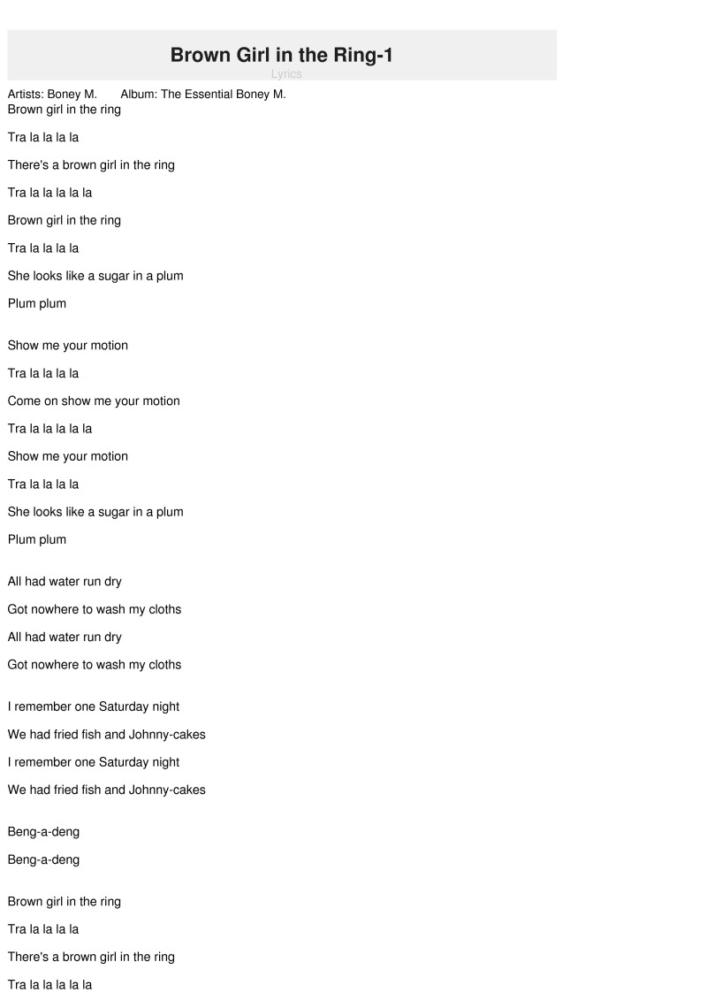 Brown Girl in the Ring-1
Lyrics
Artists: Boney M. Album: The Essential Boney M.
Brown girl in the ring
Tra la la la la
There's a brown girl in the ring
Tra la la la la la
Brown girl in the ring
Tra la la la la
She looks like a sugar in a plum
Plum plum
Show me your motion
Tra la la la la
Come on show me your motion
Tra la la la la la
Show me your motion
Tra la la la la
She looks like a sugar in a plum
Plum plum
All had water run dry
Got nowhere to wash my cloths
All had water run dry
Got nowhere to wash my cloths
I remember one Saturday night
We had fried fish and Johnny-cakes
I remember one Saturday night
We had fried fish and Johnny-cakes
Beng-a-deng
Beng-a-deng
Brown girl in the ring
Tra la la la la
There's a brown girl in the ring
Tra la la la la la